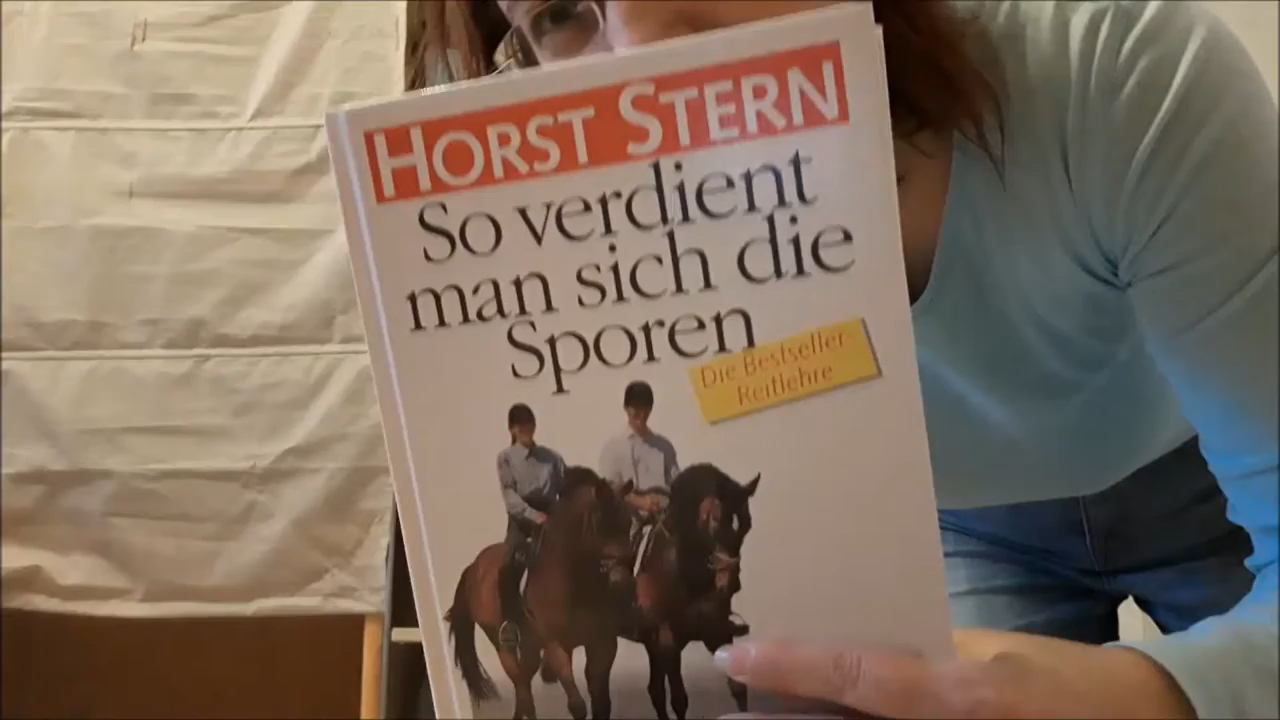 HORST STERN
So verdient
man sich die
Sporen
Die Bestseller-
Reitlehre